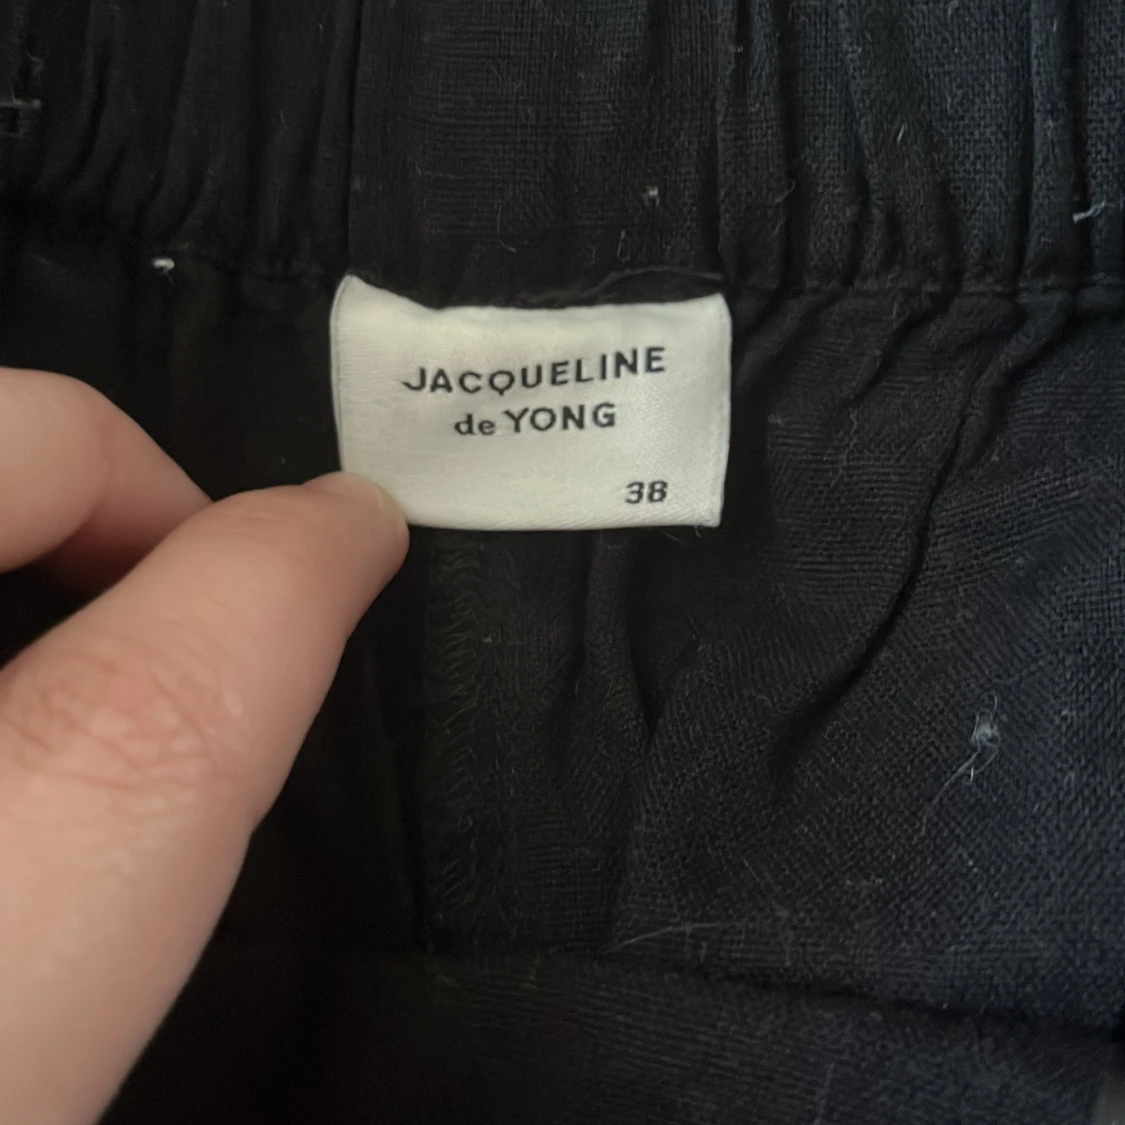 JACQUELINE
de YONG
38